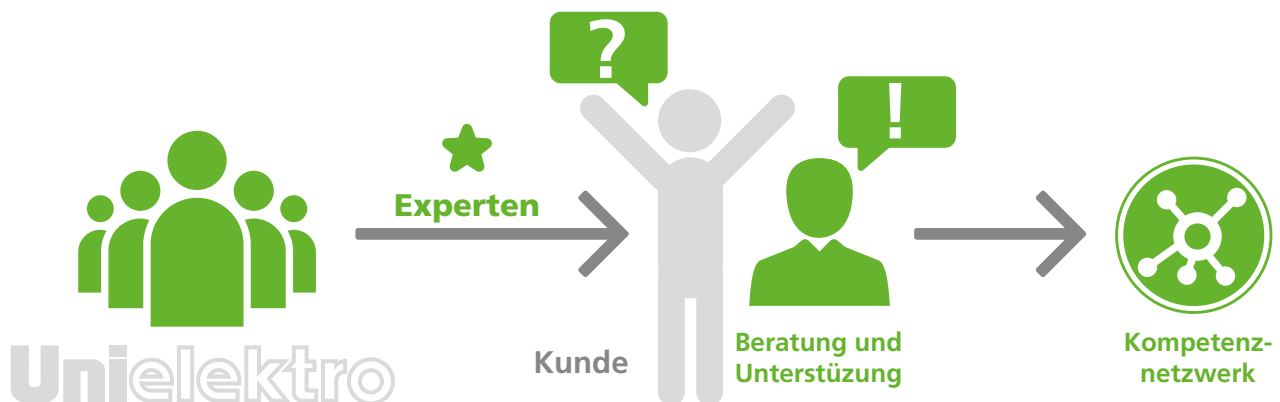 ?
!
Experten
Unielektro
Kunde
Beratung und
Unterstüzung
Kompetenz-
netzwerk